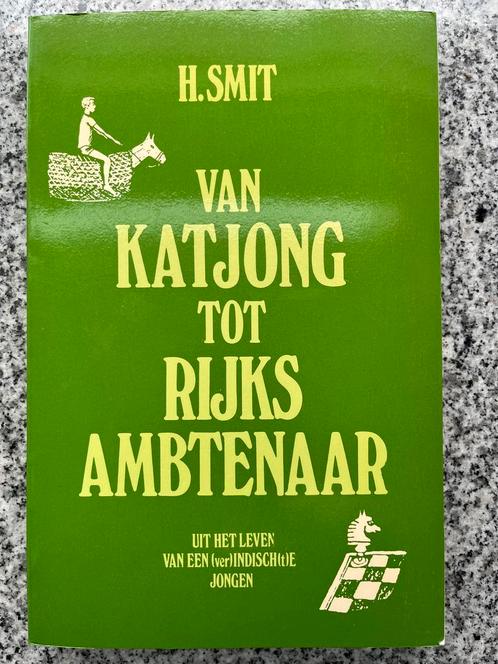 H.SMIT
VAN
KATJONG
TOT
RIJKS
AMBTENAAR
UIT HET LEVEN
VAN EEN (ver)INDISCH(t)E
JONGEN